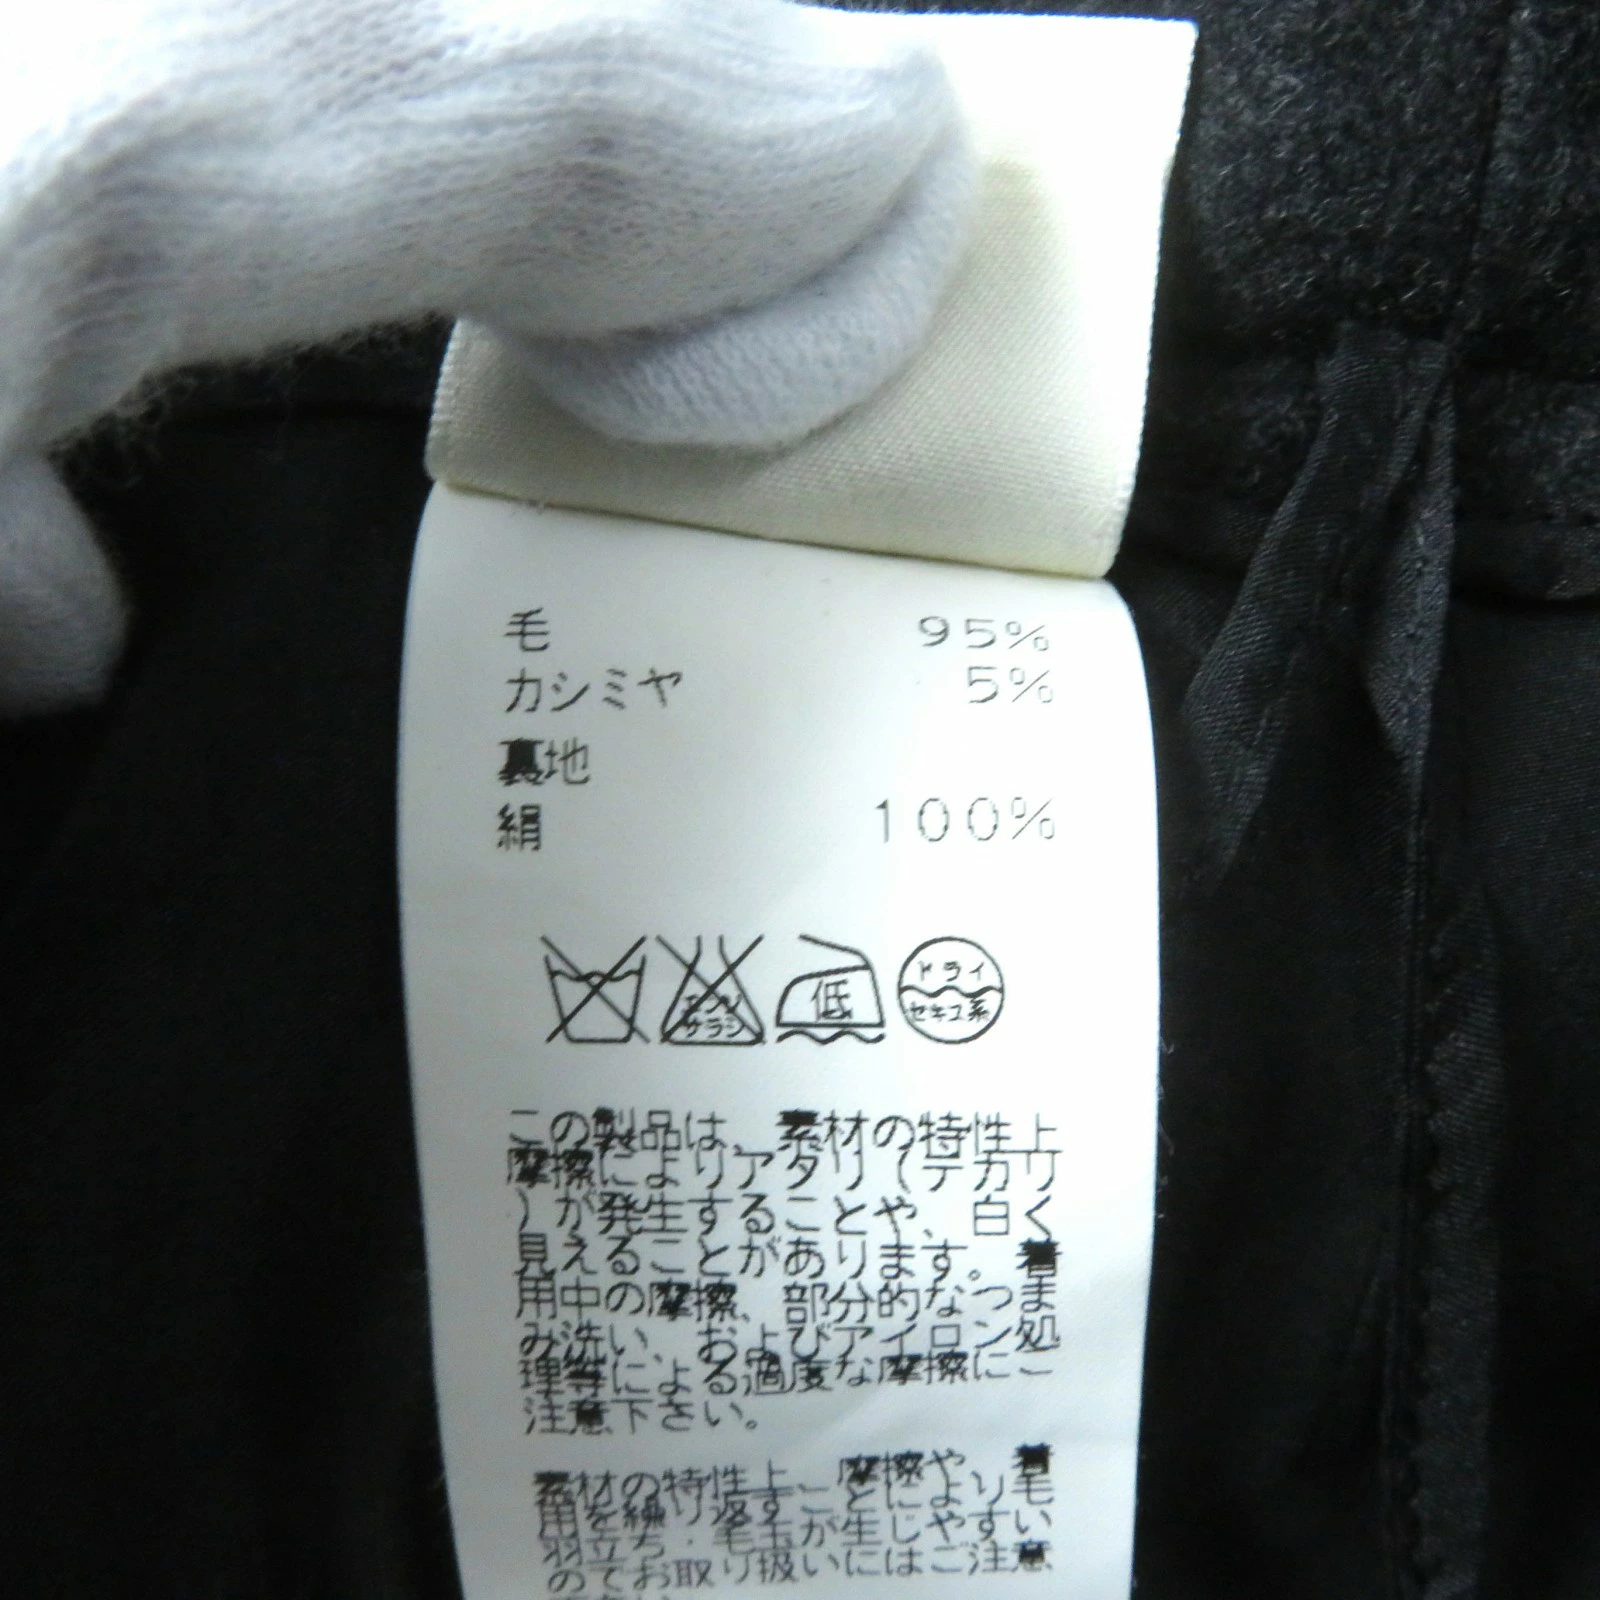 毛 95%
カシミヤ 5%
裏地
絹 100%
エンソ
サラシ
低
ドライ
セキユ系
この製品は、素材の特性上
摩擦によりアタリ(テカリ
)が発生することや、白く
見えることがあります。着
用中の摩擦、部分的なつま
み洗い、およびアイロン処
理等による過度な摩擦にご
注意下さい。
素材の特性上、摩擦や、着
用を繰り返すことにより毛
羽立ち・毛玉が生じやすい
のでお取り扱いにはご注意